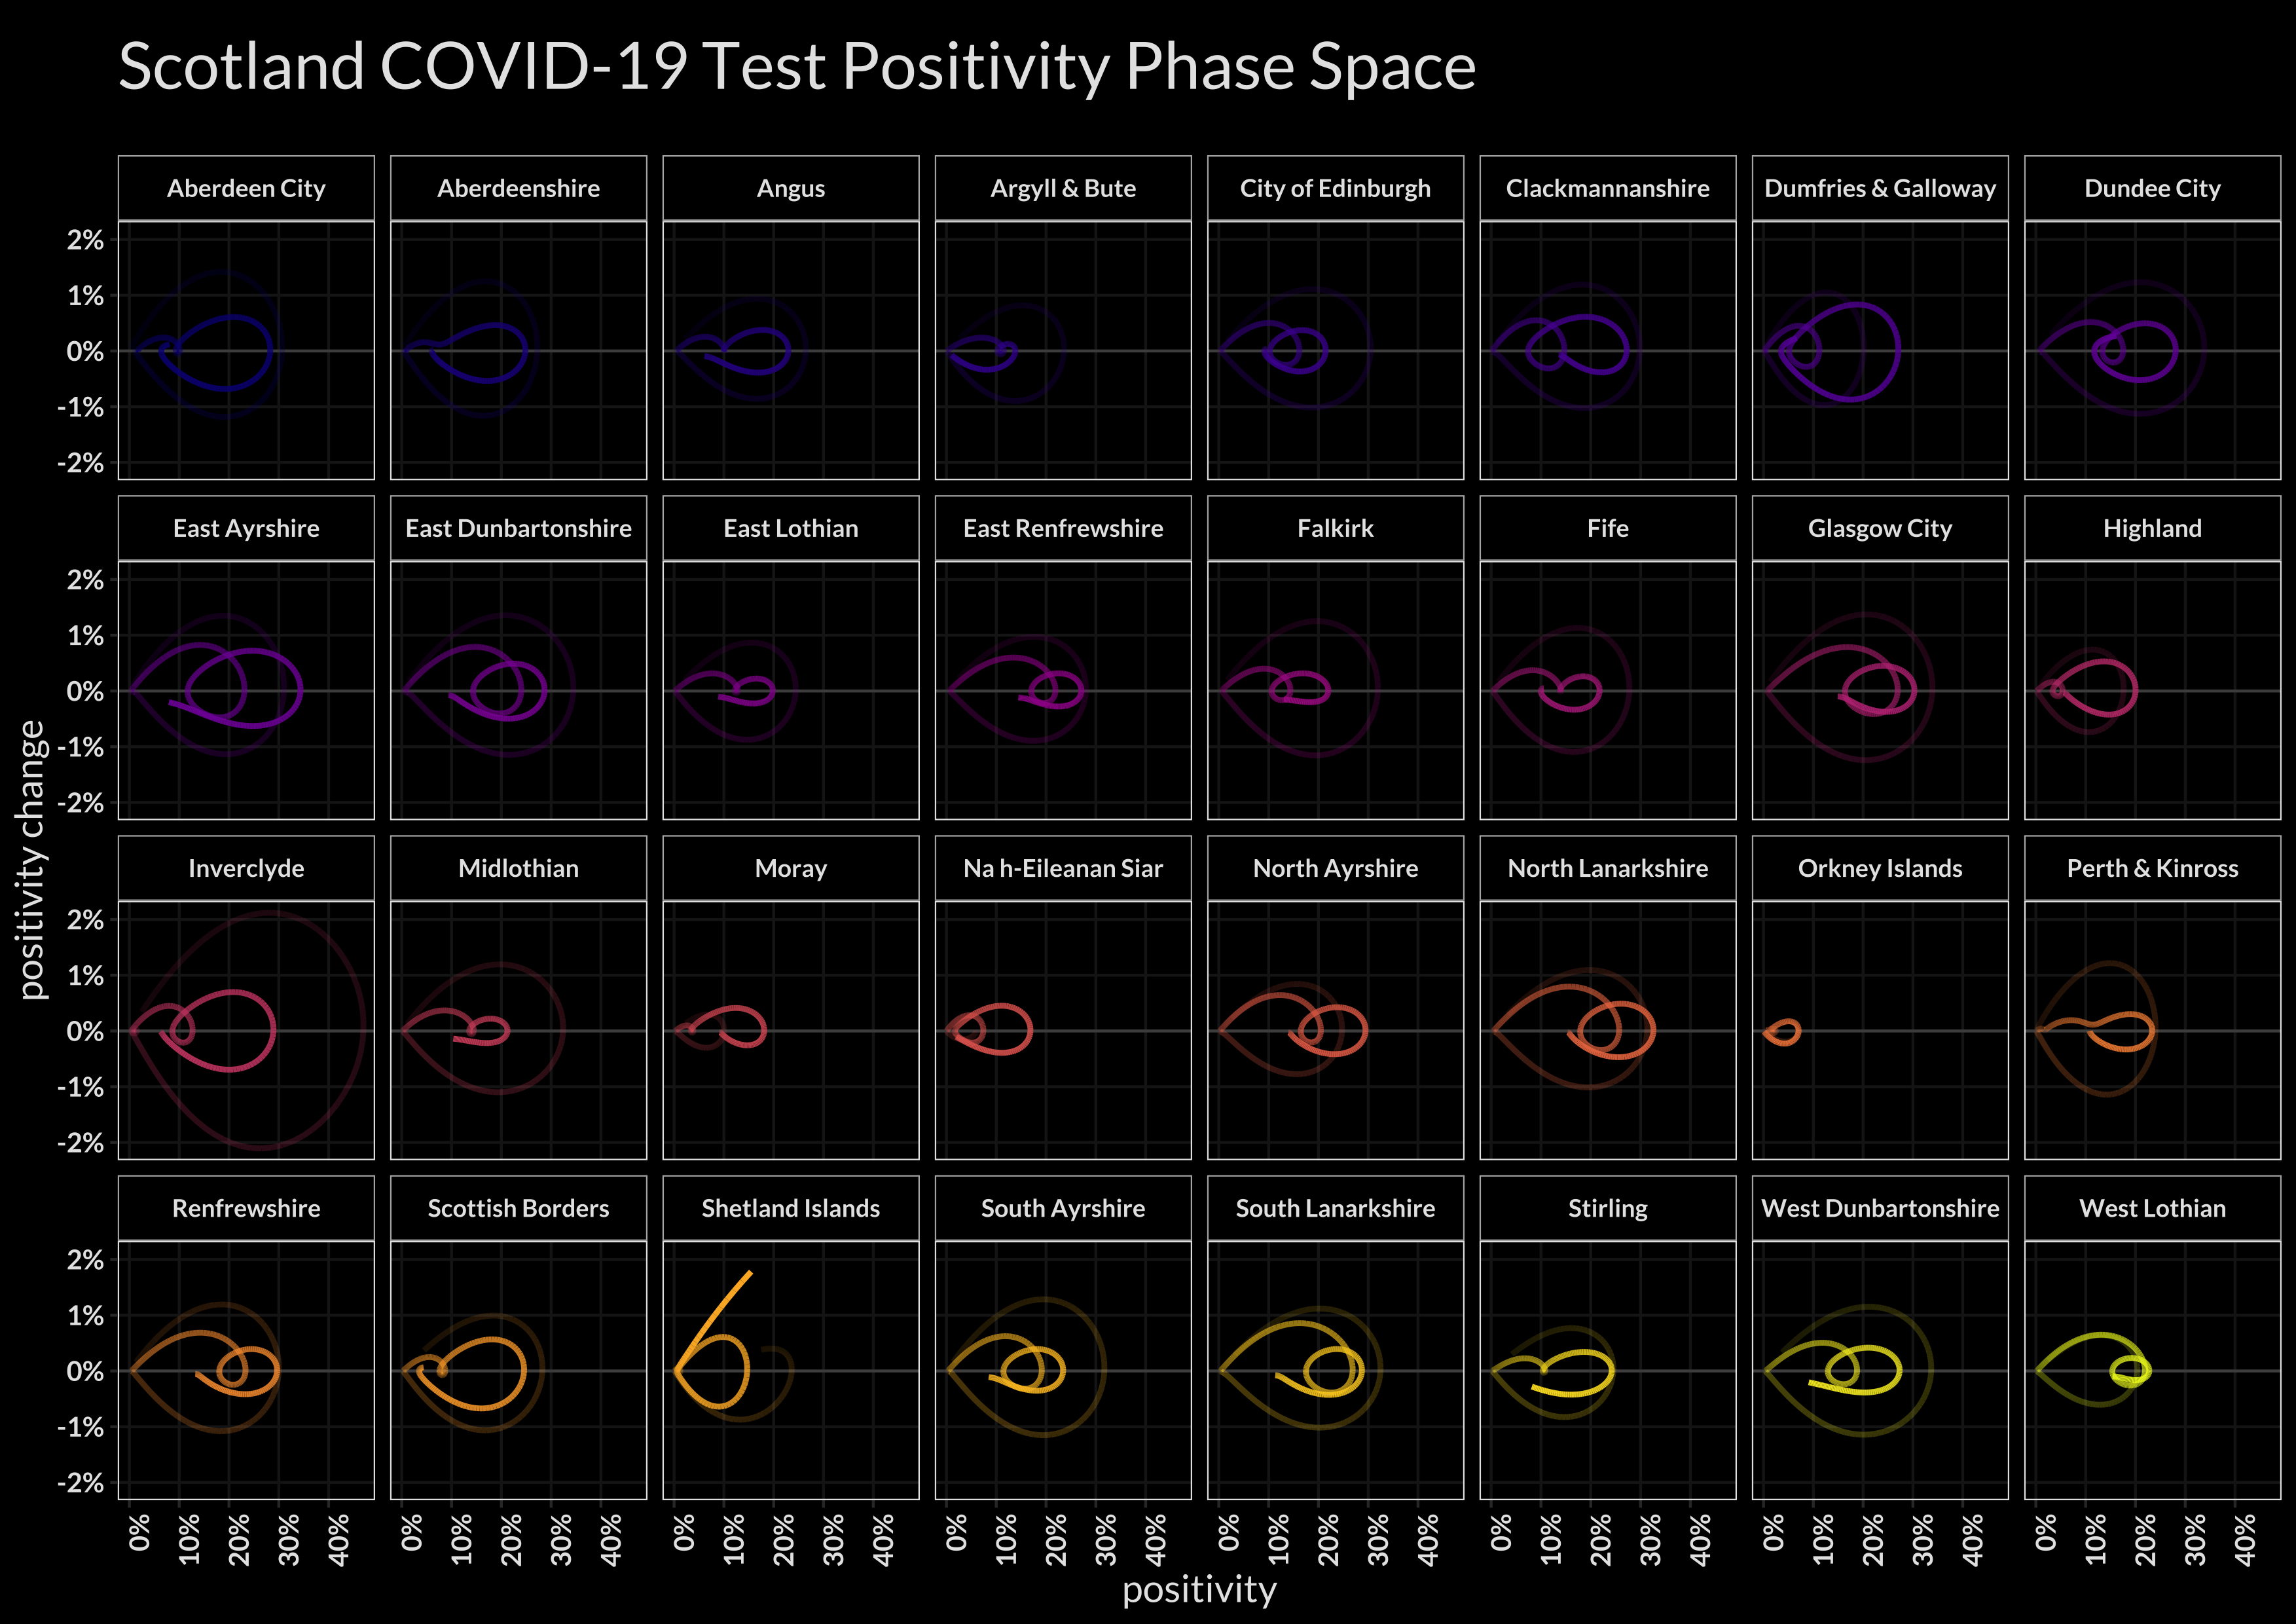 Scotland COVID-19 Test Positivity Phase Space
Aberdeen City
Aberdeenshire
Angus
Argyll & Bute
City of Edinburgh
Clackmannanshire
Dumfries & Galloway
Dundee City
2%
1%
0%
-1%
-2%
East Ayrshire
East Dunbartonshire
East Lothian
East Renfrewshire
Falkirk
Fife
Glasgow City
Highland
2%
1%
0%
-1%
-2%
positivity change
Inverclyde
Midlothian
Moray
Na h-Eileanan Siar
North Ayrshire
North Lanarkshire
Orkney Islands
Perth & Kinross
2%
1%
0%
-1%
-2%
Renfrewshire
Scottish Borders
Shetland Islands
South Ayrshire
South Lanarkshire
Stirling
West Dunbartonshire
West Lothian
2%
1%
0%
-1%
-2%
0% 10% 20% 30% 40%
0% 10% 20% 30% 40%
0% 10% 20% 30% 40%
0% 10% 20% 30% 40%
0% 10% 20% 30% 40%
0% 10% 20% 30% 40%
0% 10% 20% 30% 40%
0% 10% 20% 30% 40%
positivity